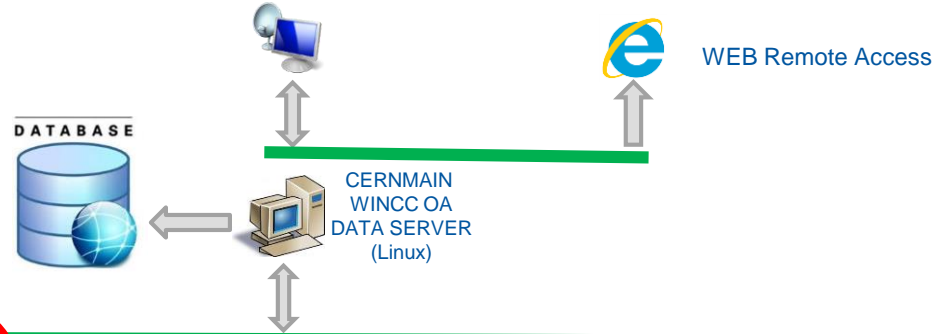 WEB Remote Access
DATABASE
CERNMAIN
WINCC OA
DATA SERVER
(Linux)